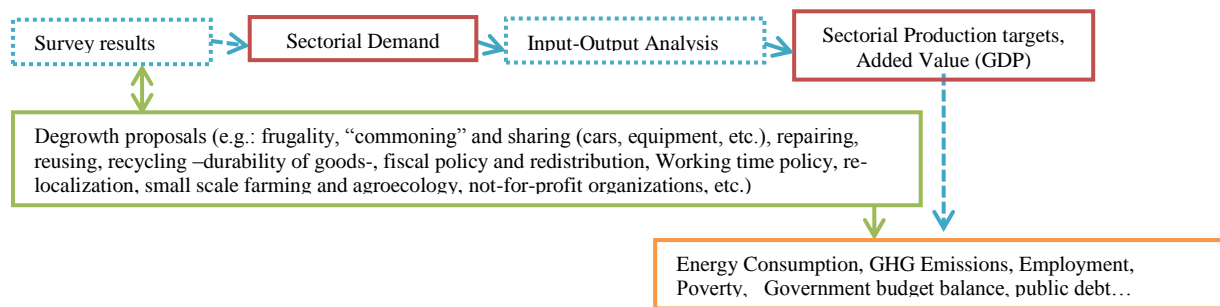 Survey results
Sectorial Demand
Input-Output Analysis
Sectorial Production targets,
Added Value (GDP)
Degrowth proposals (e.g.: frugality, “commoning” and sharing (cars, equipment, etc.), repairing,
reusing, recycling –durability of goods-, fiscal policy and redistribution, Working time policy, re-
localization, small scale farming and agroecology, not-for-profit organizations, etc.)
Energy Consumption, GHG Emissions, Employment,
Poverty, Government budget balance, public debt…